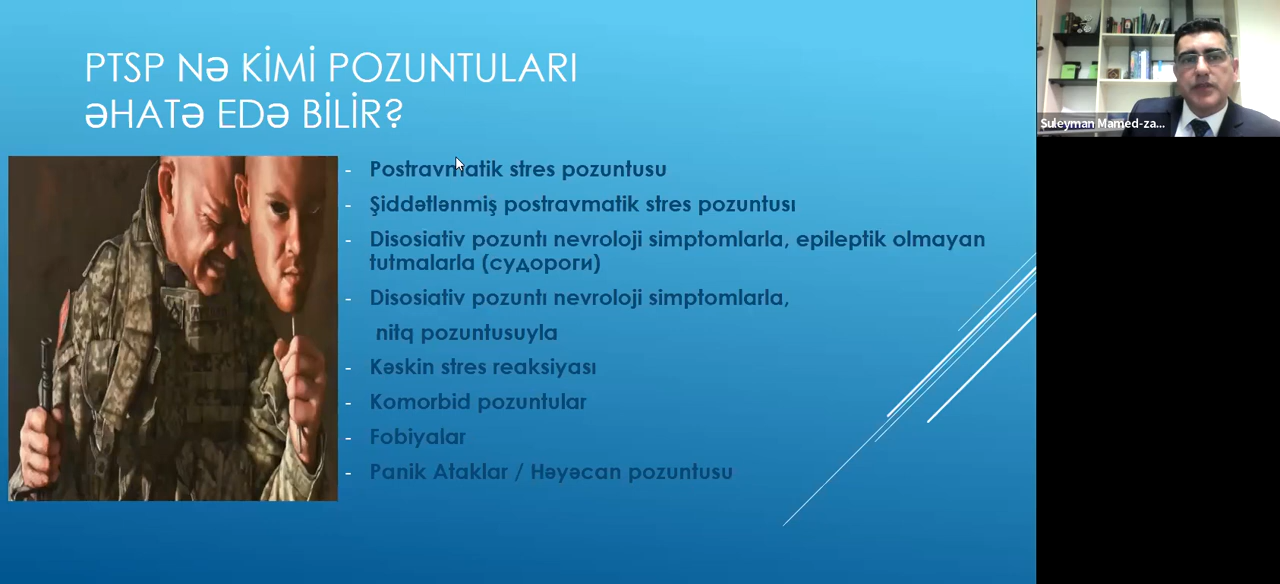 PTSP NƏ KİMİ POZUNTULARI
ƏHATƏ EDƏ BİLİR?
- Postravmatik stres pozuntusu
- Şiddətlənmiş postravmatik stres pozuntusı
- Disosiativ pozuntı nevroloji simptomlarla, epileptik olmayan
tutmalarla (судороги)
- Disosiativ pozuntı nevroloji simptomlarla,
nitq pozuntusuyla
- Kəskin stres reaksiyası
- Komorbid pozuntular
- Fobiyalar
- Panik Ataklar / Həyəcan pozuntusu
Suleyman Mamed-za...